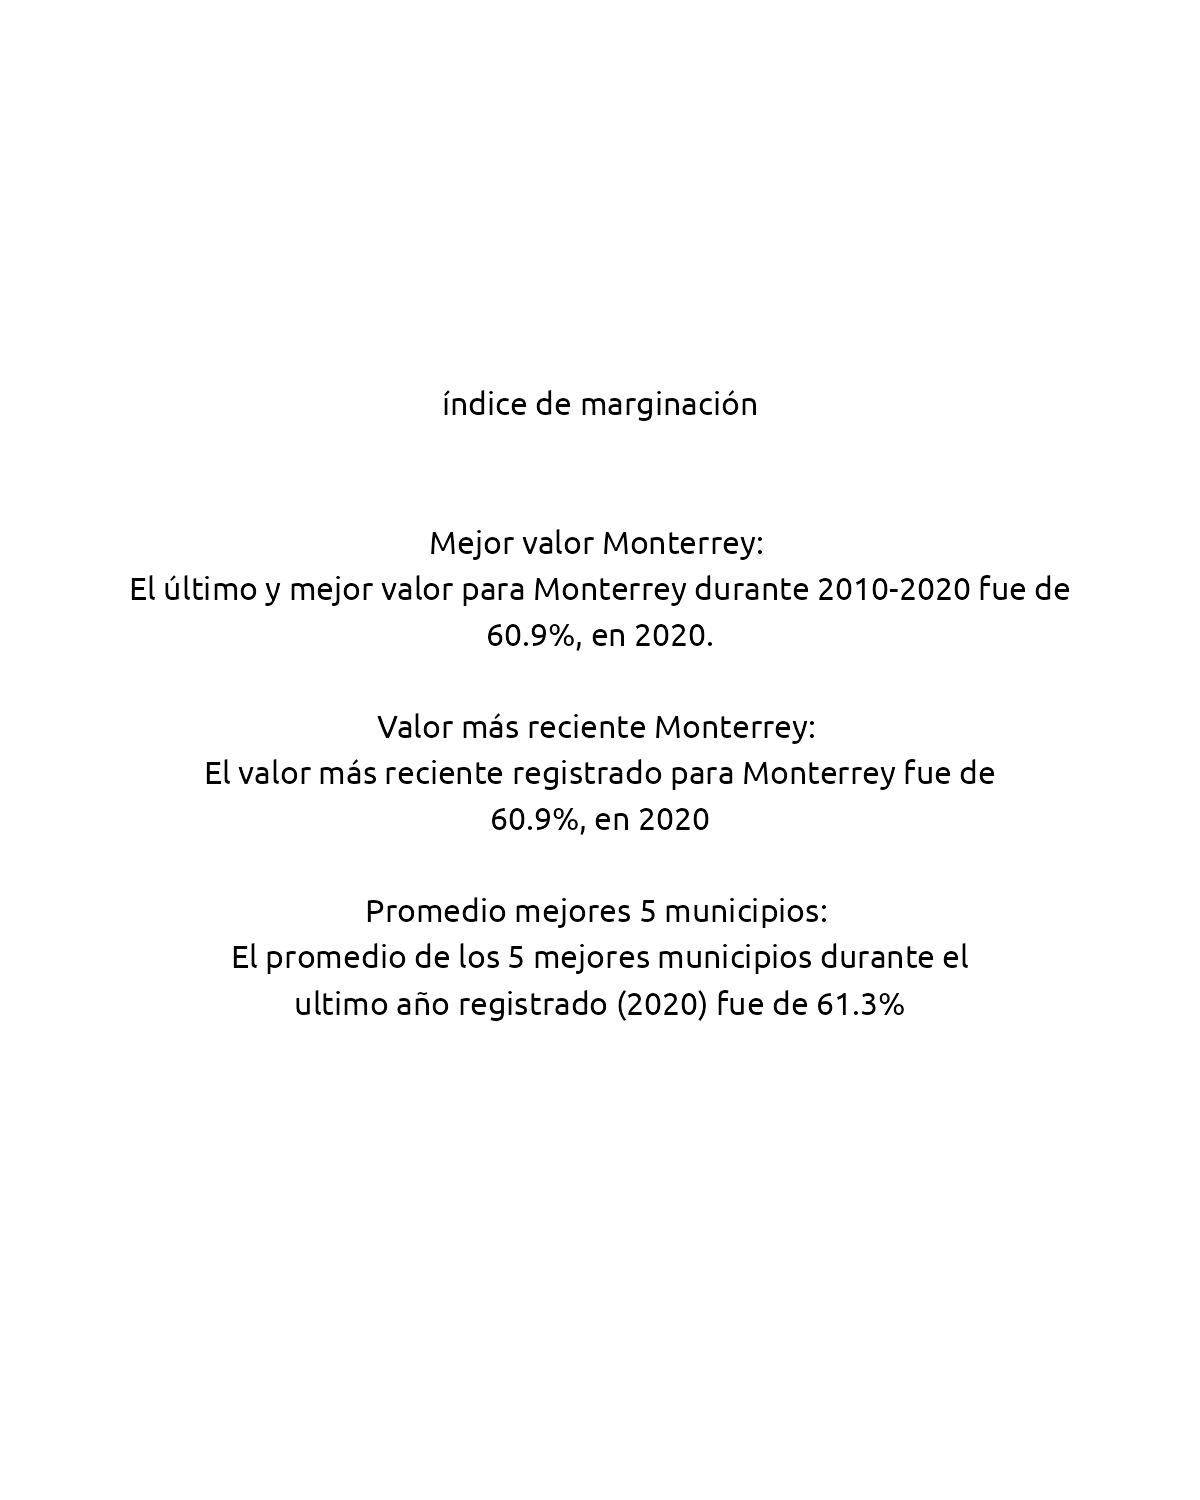 índice de marginación
Mejor valor Monterrey:
El último y mejor valor para Monterrey durante 2010-2020 fue de
60.9%, en 2020.
Valor más reciente Monterrey:
El valor más reciente registrado para Monterrey fue de
60.9%, en 2020
Promedio mejores 5 municipios:
El promedio de los 5 mejores municipios durante el
ultimo año registrado (2020) fue de 61.3%